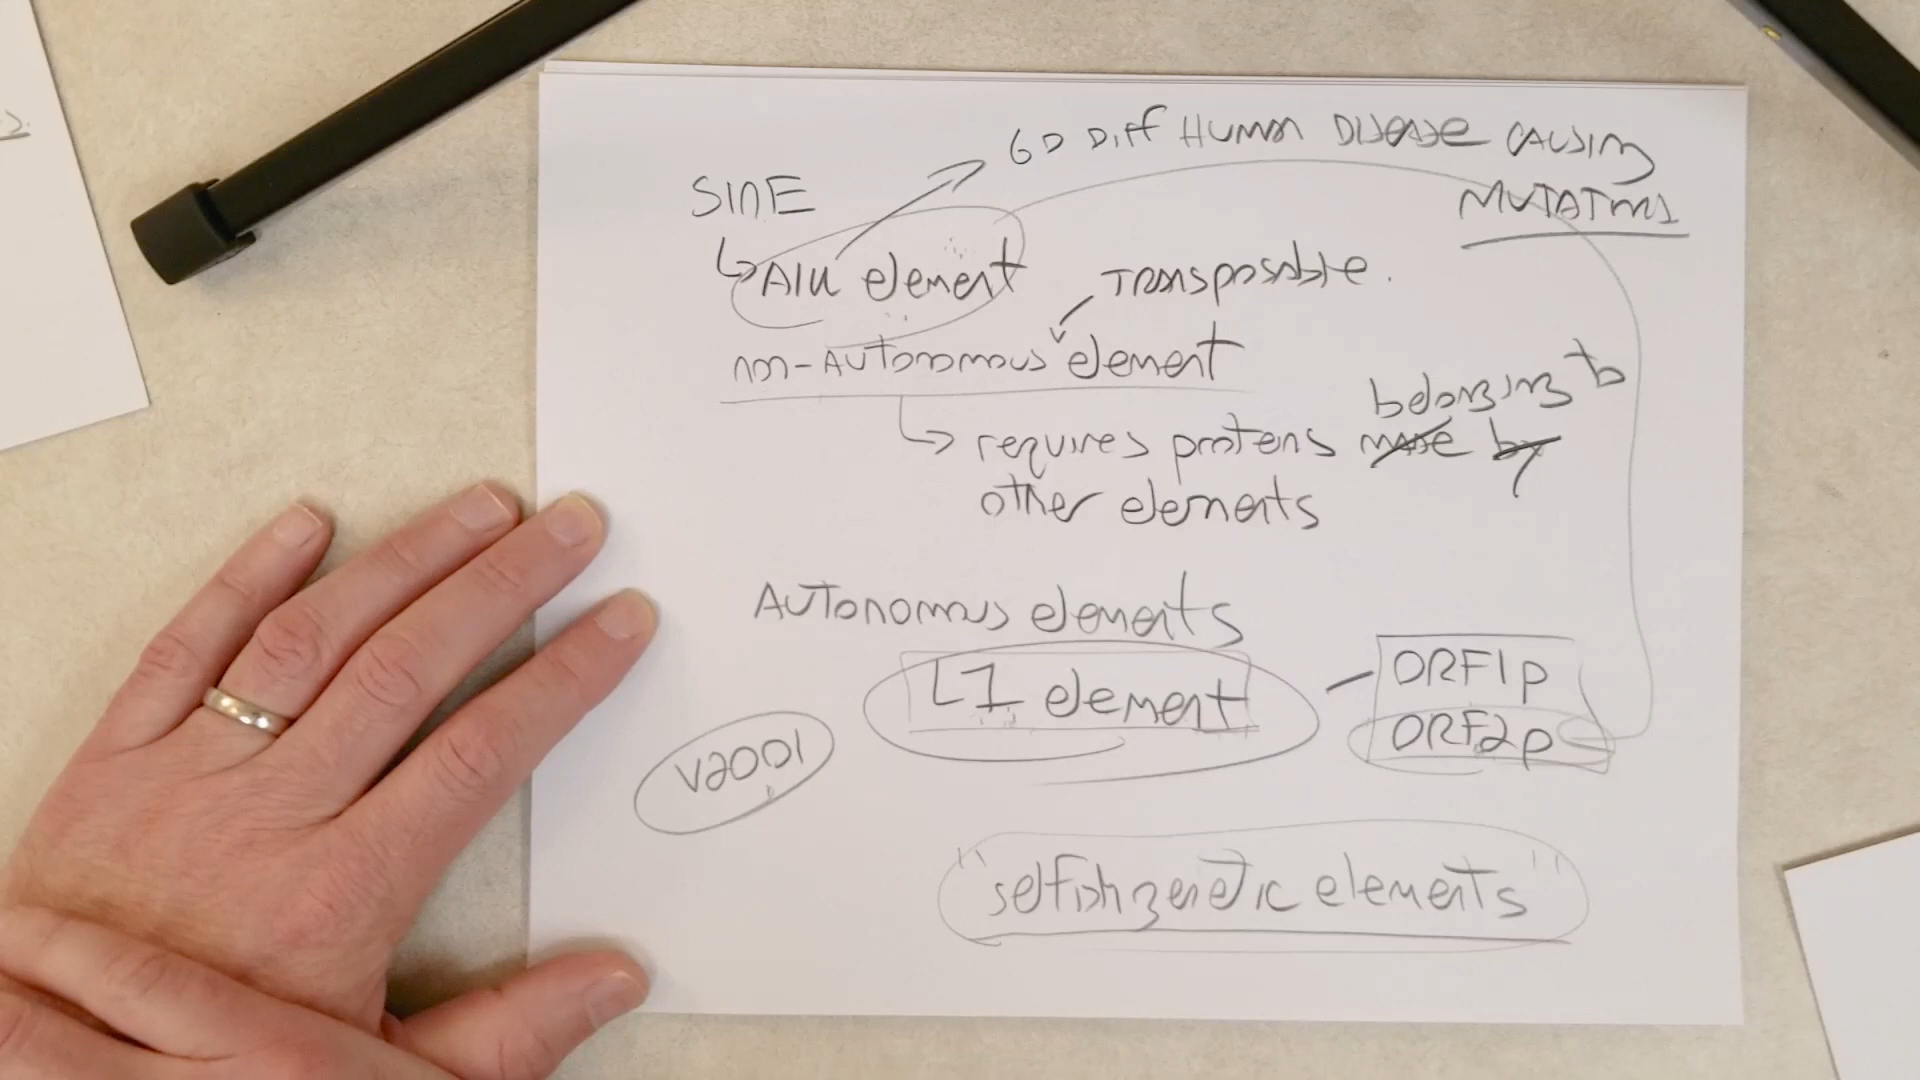 60 Diff Human Disease causing
mutations
SINE
Alu element
Transposable.
non-Autonomous element
belonging to
requires protens made by
other elements
Autonomous elements
L1 element
ORF1p
ORF2p
V2001
"selfish genetic elements"